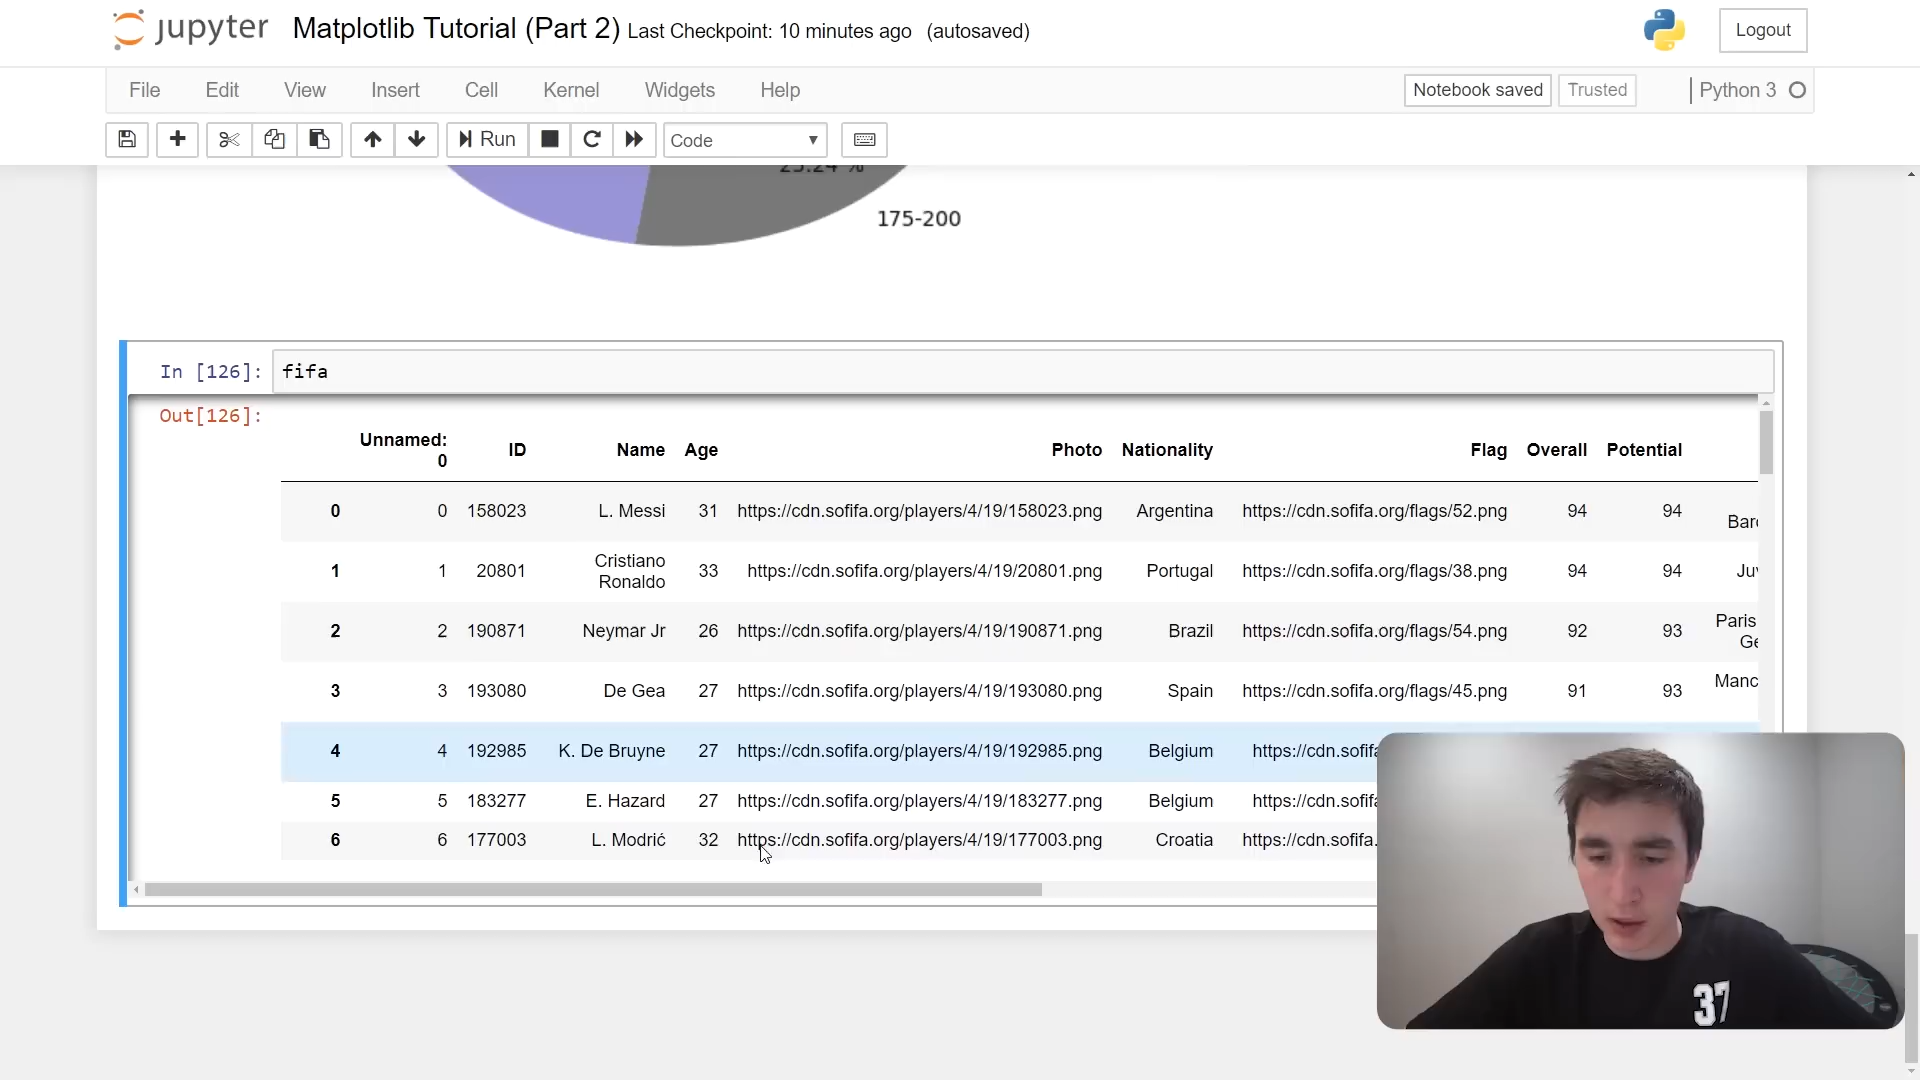 jupyter Matplotlib Tutorial (Part 2) Last Checkpoint: 10 minutes ago (autosaved) Logout
File Edit View Insert Cell Kernel Widgets Help Notebook saved Trusted Python 3
Run Code
175-200
In [126]: fifa
Out[126]:
Unnamed: 0 ID Name Age Photo Nationality Flag Overall Potential
0 0 158023 L. Messi 31 https://cdn.sofifa.org/players/4/19/158023.png Argentina https://cdn.sofifa.org/flags/52.png 94 94
1 1 20801 Cristiano Ronaldo 33 https://cdn.sofifa.org/players/4/19/20801.png Portugal https://cdn.sofifa.org/flags/38.png 94 94
2 2 190871 Neymar Jr 26 https://cdn.sofifa.org/players/4/19/190871.png Brazil https://cdn.sofifa.org/flags/54.png 92 93 Paris
3 3 193080 De Gea 27 https://cdn.sofifa.org/players/4/19/193080.png Spain https://cdn.sofifa.org/flags/45.png 91 93
4 4 192985 K. De Bruyne 27 https://cdn.sofifa.org/players/4/19/192985.png Belgium https://cdn.sofifa
5 5 183277 E. Hazard 27 https://cdn.sofifa.org/players/4/19/183277.png Belgium https://cdn.sofifa
6 6 177003 L. Modrić 32 https://cdn.sofifa.org/players/4/19/177003.png Croatia https://cdn.sofifa.
37